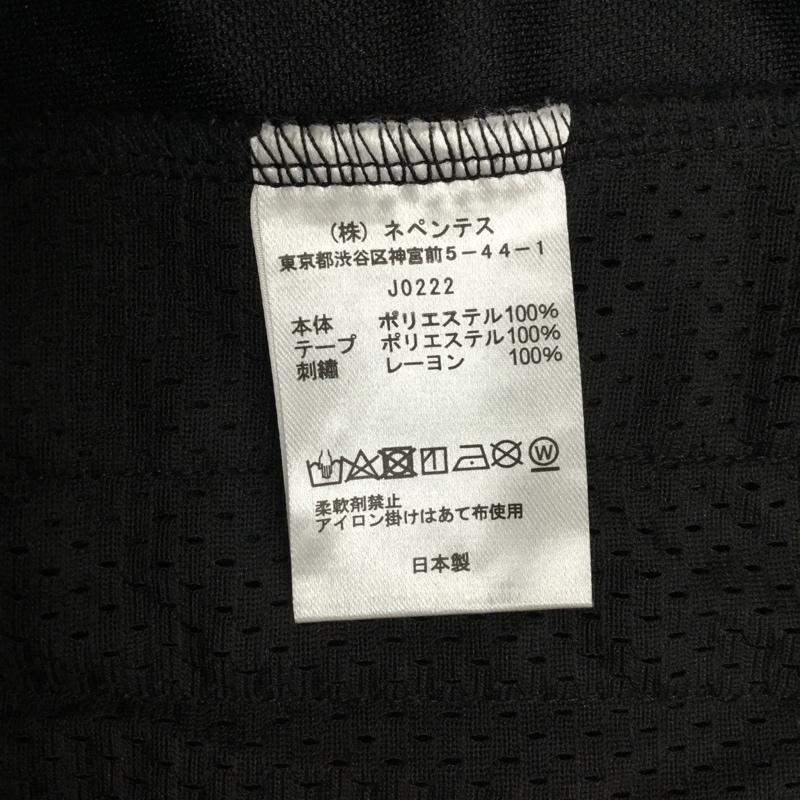 （株）ネペンテス
東京都渋谷区神宮前5－44－1
J0222
本体 ポリエステル100%
テープ ポリエステル100%
刺繍 レーヨン 100%
W
柔軟剤禁止
アイロン掛けはあて布使用
日本製